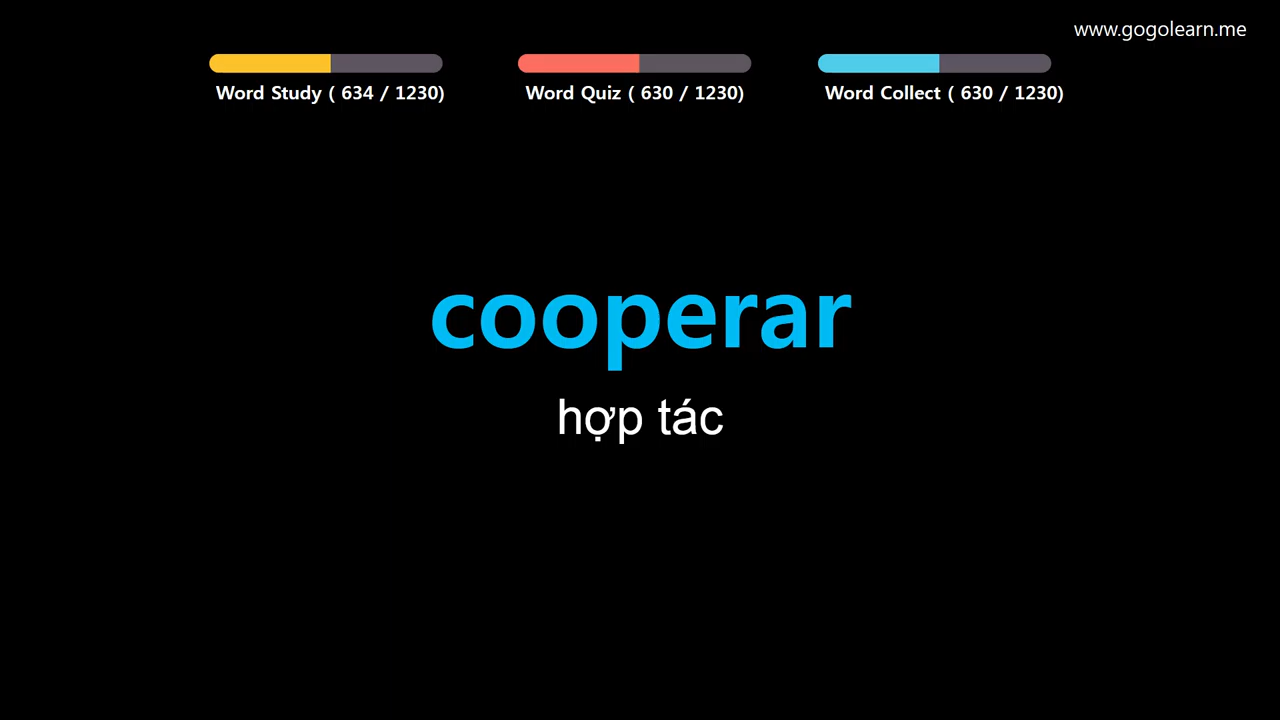 www.gogolearn.me
Word Study ( 634 / 1230)
Word Quiz ( 630 / 1230)
Word Collect ( 630 / 1230)
cooperar
hợp tác